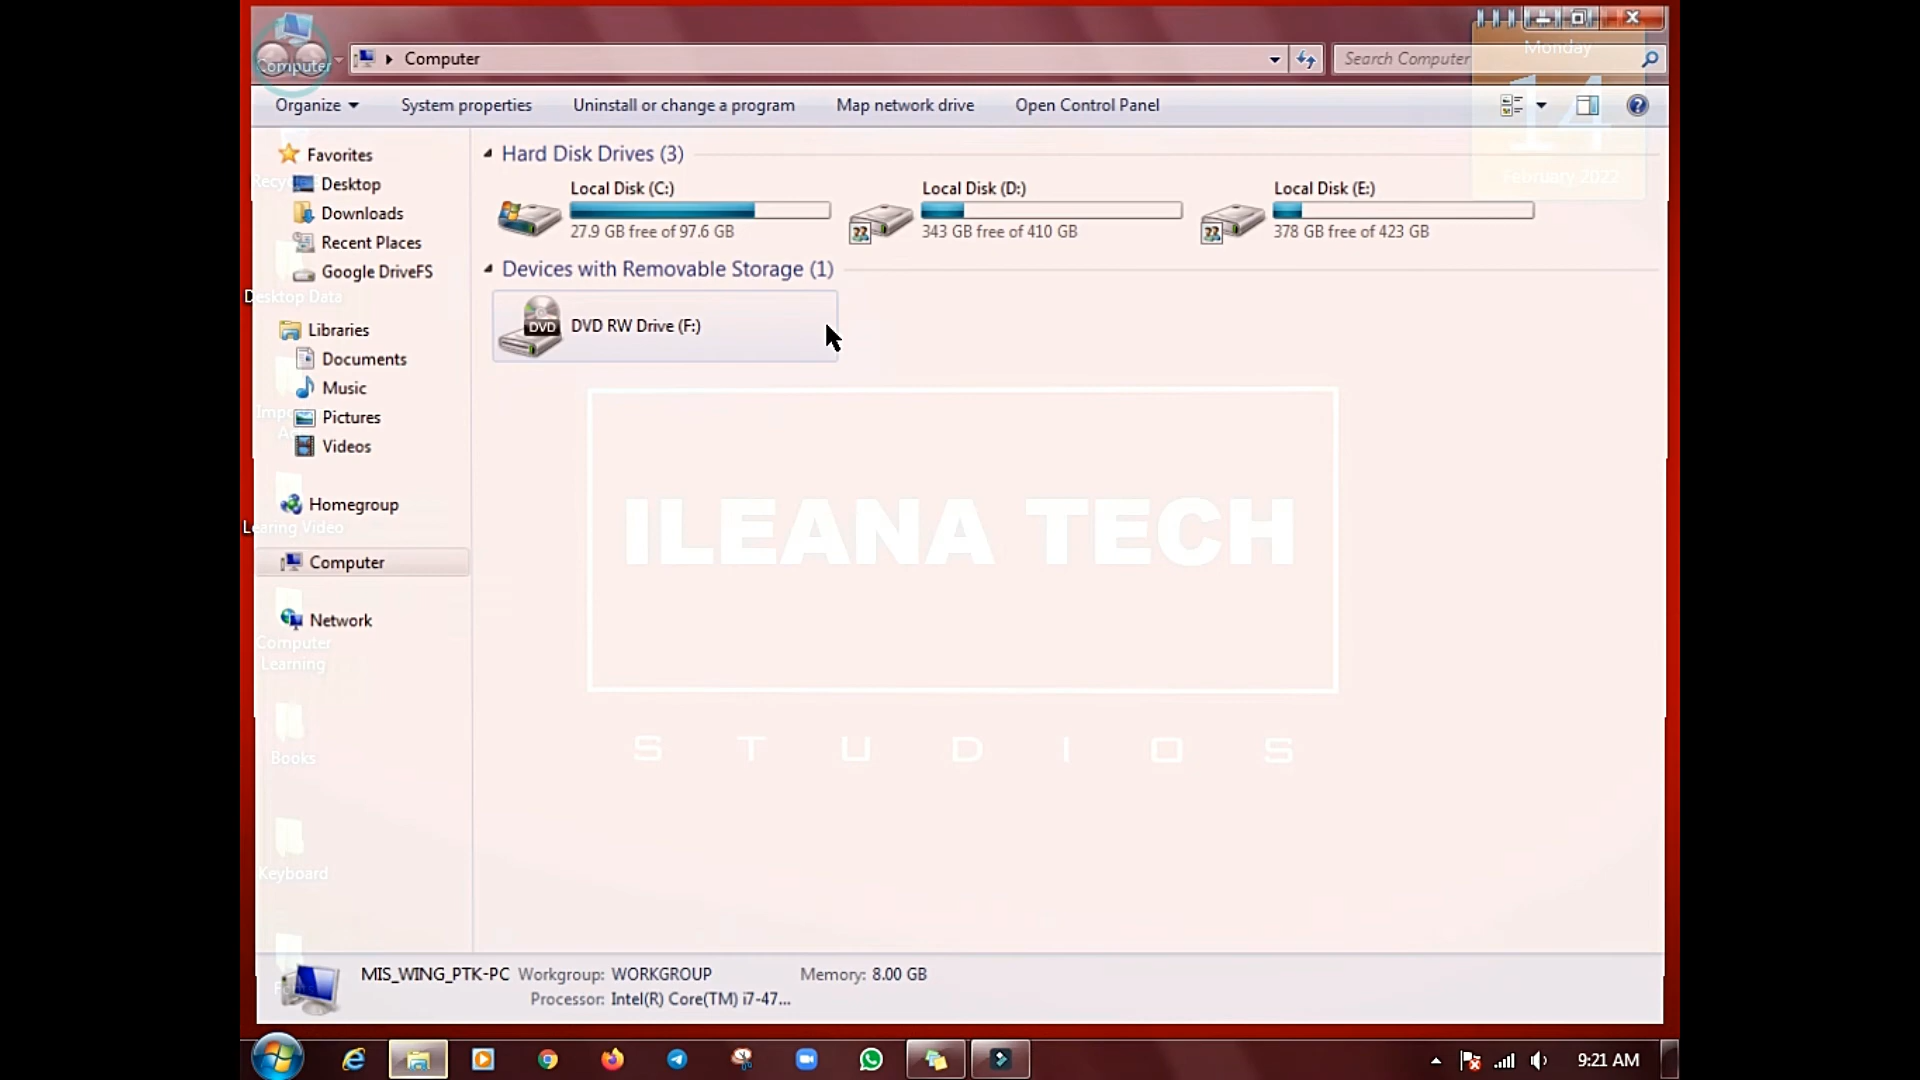 Computer
Computer
Search Computer
Monday
14
February 2022
Organize
System properties
Uninstall or change a program
Map network drive
Open Control Panel
Favorites
Desktop
Downloads
Recent Places
Google DriveFS
Desktop Data
Libraries
Documents
Music
Pictures
Videos
Homegroup
Learing Video
Computer
Network
Computer
Learning
Books
Keyboard
Hard Disk Drives (3)
Local Disk (C:)
27.9 GB free of 97.6 GB
Local Disk (D:)
343 GB free of 410 GB
Local Disk (E:)
378 GB free of 423 GB
Devices with Removable Storage (1)
DVD
DVD RW Drive (F:)
ILEANA TECH
STUDIOS
MIS_WING_PTK-PC Workgroup: WORKGROUP Memory: 8.00 GB
Processor: Intel(R) Core(TM) i7-47...
9:21 AM